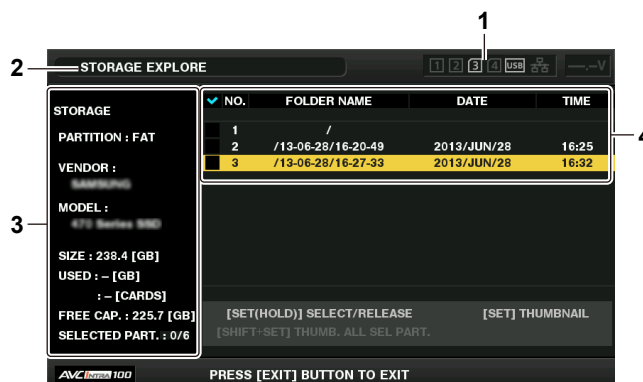 1
2
STORAGE EXPLORE
1 2 3 4 USB
--.-V
STORAGE
PARTITION : FAT
VENDOR :
SAMSUNG
MODEL :
470 Series SSD
SIZE : 238.4 [GB]
USED : – [GB]
: – [CARDS]
FREE CAP. : 225.7 [GB]
SELECTED PART. : 0/6
3
NO. FOLDER NAME DATE TIME
1 /
2 /13-06-28/16-20-49 2013/JUN/28 16:25
3 /13-06-28/16-27-33 2013/JUN/28 16:32
4
[SET(HOLD)] SELECT/RELEASE [SET] THUMBNAIL
[SHIFT+SET] THUMB. ALL SEL PART.
AVC INTRA 100
PRESS [EXIT] BUTTON TO EXIT